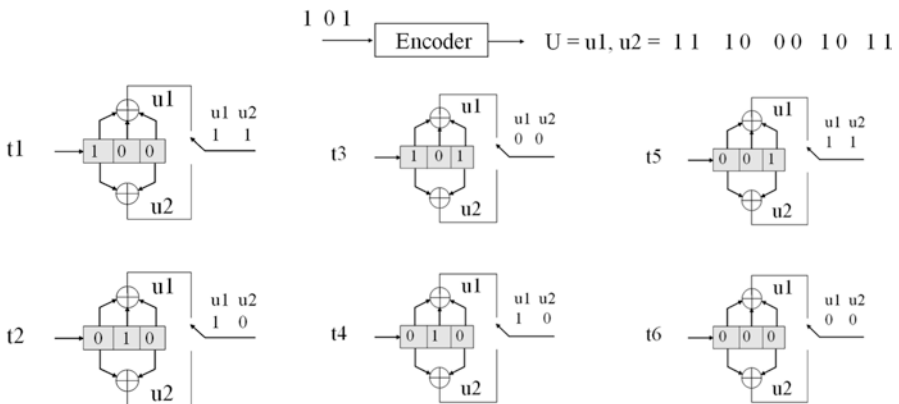 1 0 1
Encoder
U = u1, u2 = 1 1 1 0 0 0 1 0 1 1
t1
1 0 0
u1
u2
u1 u2
1 1
t3
1 0 1
u1
u2
u1 u2
0 0
t5
0 0 1
u1
u2
u1 u2
1 1
t2
0 1 0
u1
u2
u1 u2
1 0
t4
0 1 0
u1
u2
u1 u2
1 0
t6
0 0 0
u1
u2
u1 u2
0 0